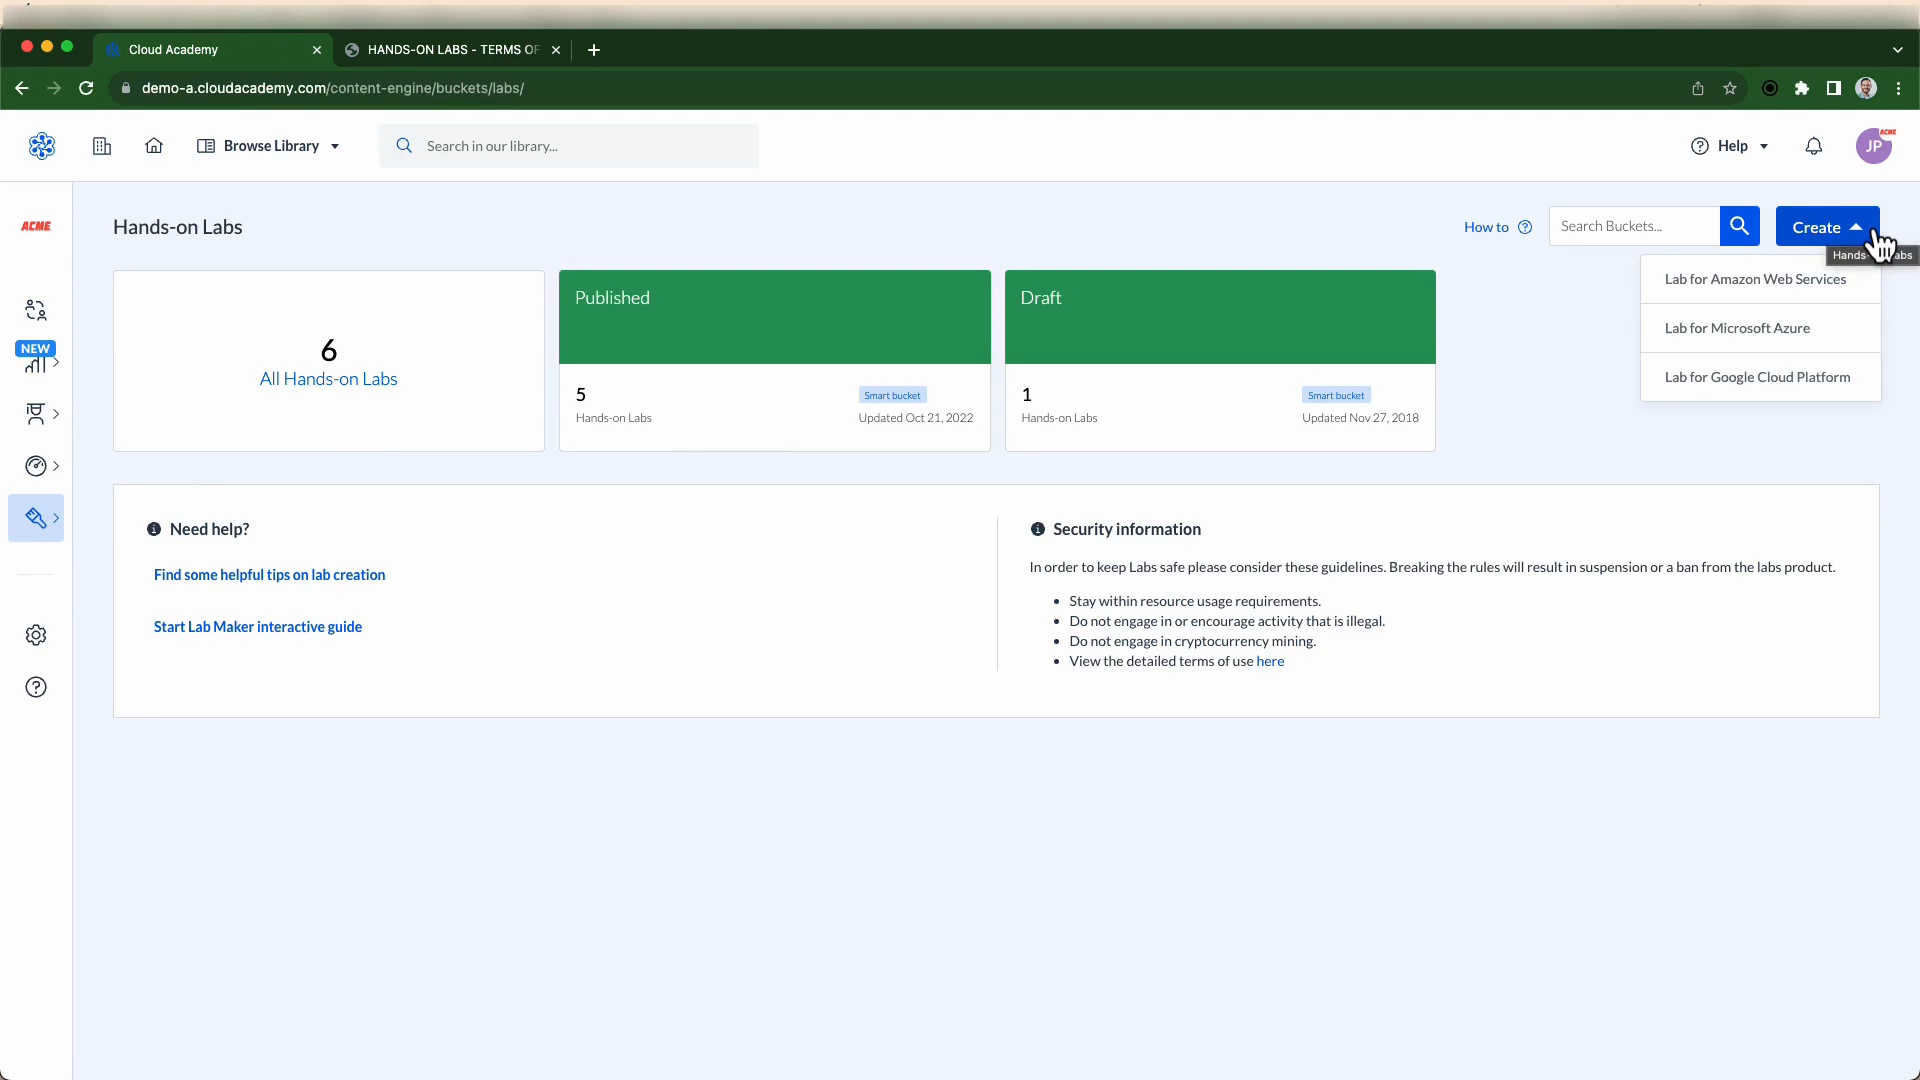 Cloud Academy
HANDS-ON LABS - TERMS OF
demo-a.cloudacademy.com/content-engine/buckets/labs/
Browse Library
Search in our library...
Help
JP
ACME
ACME
Hands-on Labs
How to
Search Buckets...
Create
Hands-
abs
Lab for Amazon Web Services
Lab for Microsoft Azure
Lab for Google Cloud Platform
6
All Hands-on Labs
Published
5
Hands-on Labs
Smart bucket
Updated Oct 21, 2022
Draft
1
Hands-on Labs
Smart bucket
Updated Nov 27, 2018
NEW
Need help?
Find some helpful tips on lab creation
Start Lab Maker interactive guide
Security information
In order to keep Labs safe please consider these guidelines. Breaking the rules will result in suspension or a ban from the labs product.
• Stay within resource usage requirements.
• Do not engage in or encourage activity that is illegal.
• Do not engage in cryptocurrency mining.
• View the detailed terms of use here